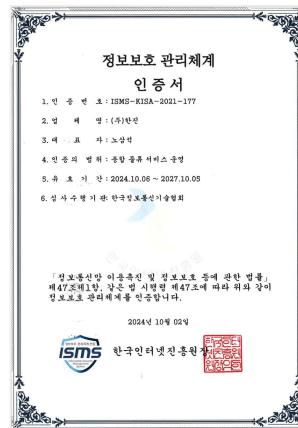 정보보호 관리체계
인 증 서
1. 인 증 번 호 : ISMS-KISA-2021-177
2. 업 체 명 : (주)한진
3. 대 표 자 : 노삼석
4. 인증의 범위 : 종합 물류 서비스 운영
5. 유 효 기 간 : 2024.10.06 ~ 2027.10.05
6. 심사수행기관: 한국정보통신기술협회
「정보통신망 이용촉진 및 정보보호 등에 관한 법률」
제47조제1항, 같은 법 시행령 제47조에 따라 위와 같이
정보보호 관리체계를 인증합니다.
2024년 10월 02일
ISMS
한국인터넷진흥원장